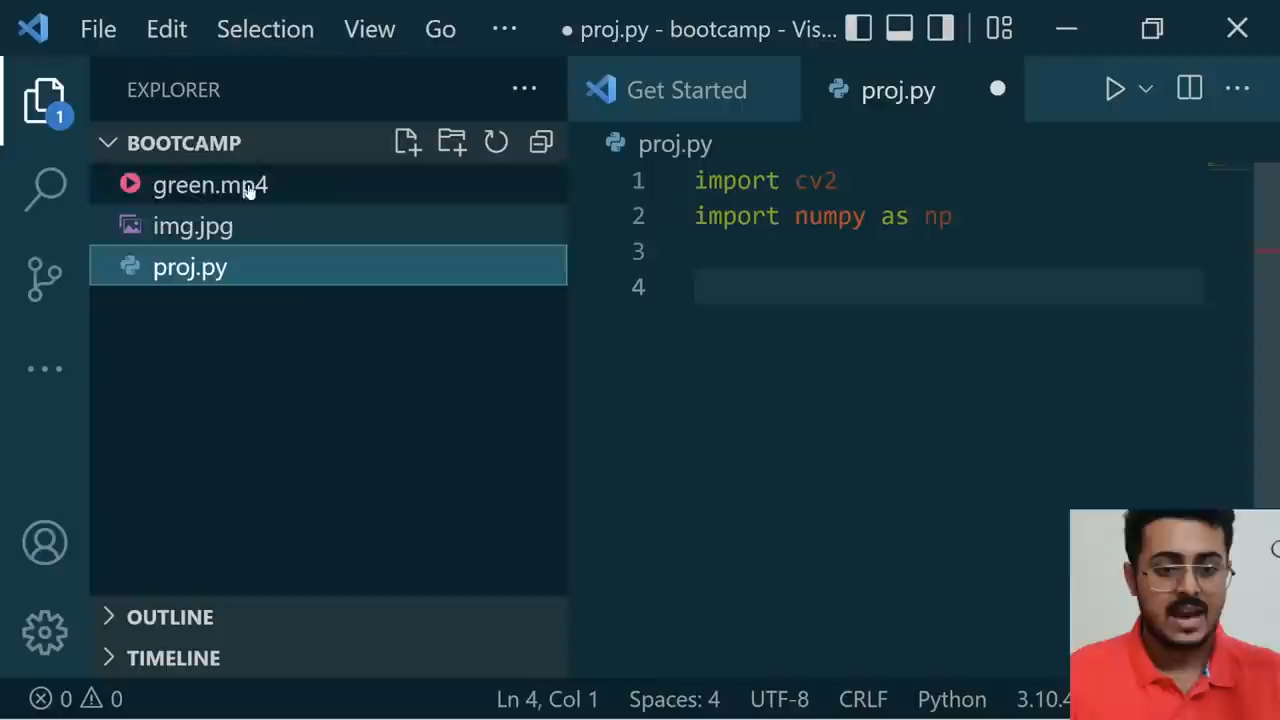 File Edit Selection View Go ··· ● proj.py - bootcamp - Vis...
EXPLORER ···
Get Started
proj.py
1
BOOTCAMP
proj.py
green.mp4
img.jpg
proj.py
1 import cv2
2 import numpy as np
3
4
OUTLINE
TIMELINE
0 0 Ln 4, Col 1 Spaces: 4 UTF-8 CRLF Python 3.10.4